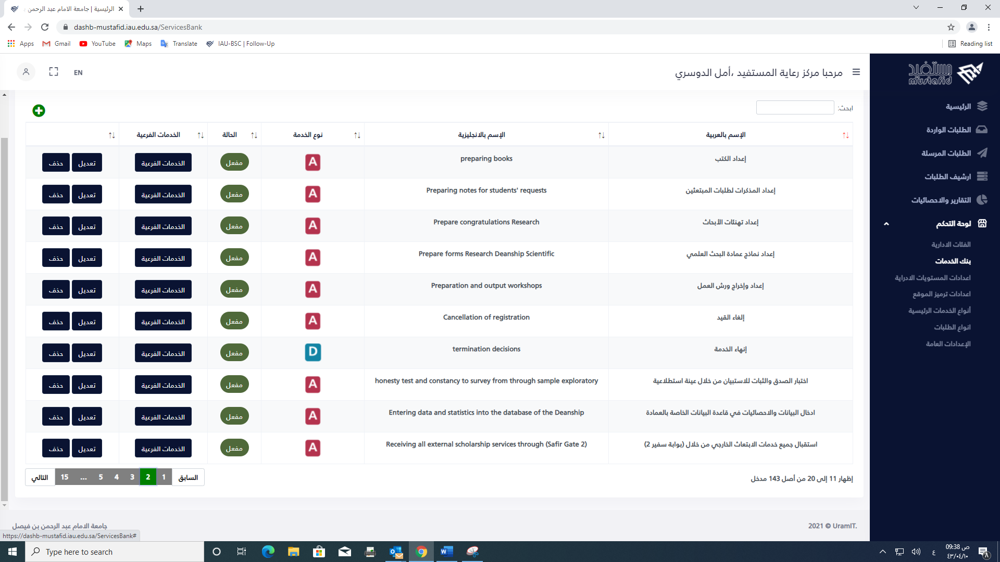 الرئيسية | جامعة الامام عبد الرحمن ب
dashb-mustafid.iau.edu.sa/ServicesBank
Apps Gmail YouTube Maps Translate IAU-BSC | Follow-Up Reading list
EN
مرحبا مركز رعاية المستفيد ،أمل الدوسري
مستفيد
mustafid
الرئيسية
الطلبات الواردة
الطلبات المرسلة
ارشيف الطلبات
التقارير والاحصائيات
لوحة التحكم
الفئات الادارية
بنك الخدمات
اعدادات المستويات الادراية
اعدادات ترميز الموقع
أنواع الخدمات الرئيسية
انواع الطلبات
الإعدادات العامة
ابحث:
الإسم بالعربية الإسم بالانجليزية نوع الخدمة الحالة الخدمات الفرعية
إعداد الكتب preparing books A مفعل الخدمات الفرعية تعديل حذف
إعداد المذكرات لطلبات المبتعثين Preparing notes for students' requests A مفعل الخدمات الفرعية تعديل حذف
إعداد تهنئات الأبحاث Prepare congratulations Research A مفعل الخدمات الفرعية تعديل حذف
إعداد نماذج عمادة البحث العلمي Prepare forms Research Deanship Scientific A مفعل الخدمات الفرعية تعديل حذف
إعداد وإخراج ورش العمل Preparation and output workshops A مفعل الخدمات الفرعية تعديل حذف
إلغاء القيد Cancellation of registration A مفعل الخدمات الفرعية تعديل حذف
إنهاء الخدمة termination decisions D مفعل الخدمات الفرعية تعديل حذف
اختبار الصدق والثبات للاستبيان من خلال عينة استطلاعية honesty test and constancy to survey from through sample exploratory A مفعل الخدمات الفرعية تعديل حذف
ادخال البيانات والاحصائيات في قاعدة البيانات الخاصة بالعمادة Entering data and statistics into the database of the Deanship A مفعل الخدمات الفرعية تعديل حذف
استقبال جميع خدمات الابتعاث الخارجي من خلال (بوابة سفير 2) Receiving all external scholarship services through (Safir Gate 2) A مفعل الخدمات الفرعية تعديل حذف
إظهار 11 إلى 20 من أصل 143 مدخل
السابق 1 2 3 4 5 ... 15 التالي
جامعة الامام عبد الرحمن بن فيصل
2021 © UramIT.
https://dashb-mustafid.iau.edu.sa/ServicesBank#
Type here to search
ع
09:38 ص
٤٣/٠٤/١٠
٨